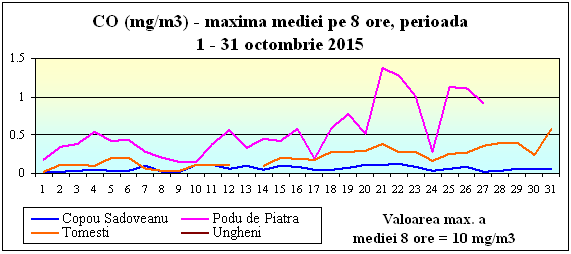 CO (mg/m3) - maxima mediei pe 8 ore, perioada
1 - 31 octombrie 2015
1.5
1
0.5
0
1 2 3 4 5 6 7 8 9 10 11 12 13 14 15 16 17 18 19 20 21 22 23 24 25 26 27 28 29 30 31
Copou Sadoveanu Podu de Piatra
Tomesti Ungheni
Valoarea max. a
mediei 8 ore = 10 mg/m3